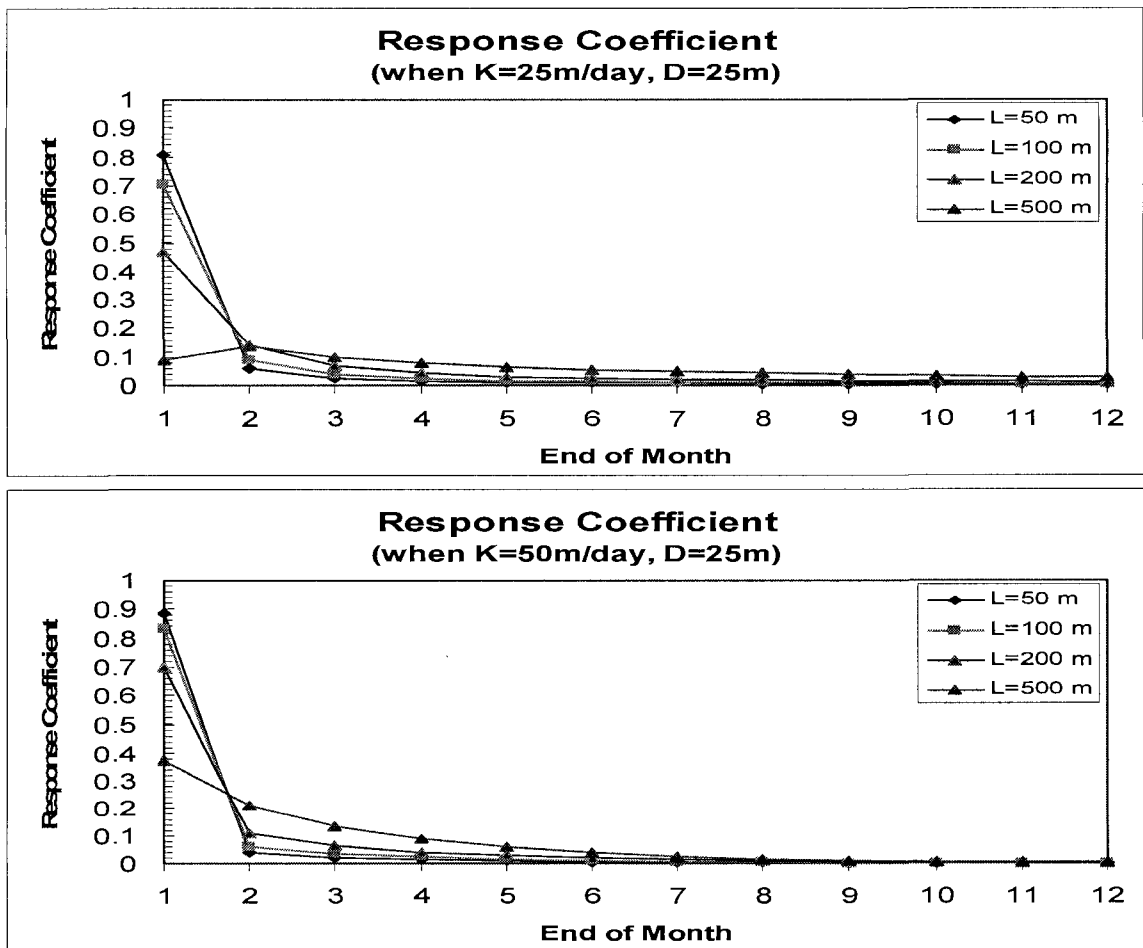 Response Coefficient
(when K=25m/day, D=25m)
Response Coefficient
1
0.9
0.8
0.7
0.6
0.5
0.4
0.3
0.2
0.1
0
L=50 m
L=100 m
L=200 m
L=500 m
1 2 3 4 5 6 7 8 9 10 11 12
End of Month
Response Coefficient
(when K=50m/day, D=25m)
Response Coefficient
1
0.9
0.8
0.7
0.6
0.5
0.4
0.3
0.2
0.1
0
L=50 m
L=100 m
L=200 m
L=500 m
1 2 3 4 5 6 7 8 9 10 11 12
End of Month